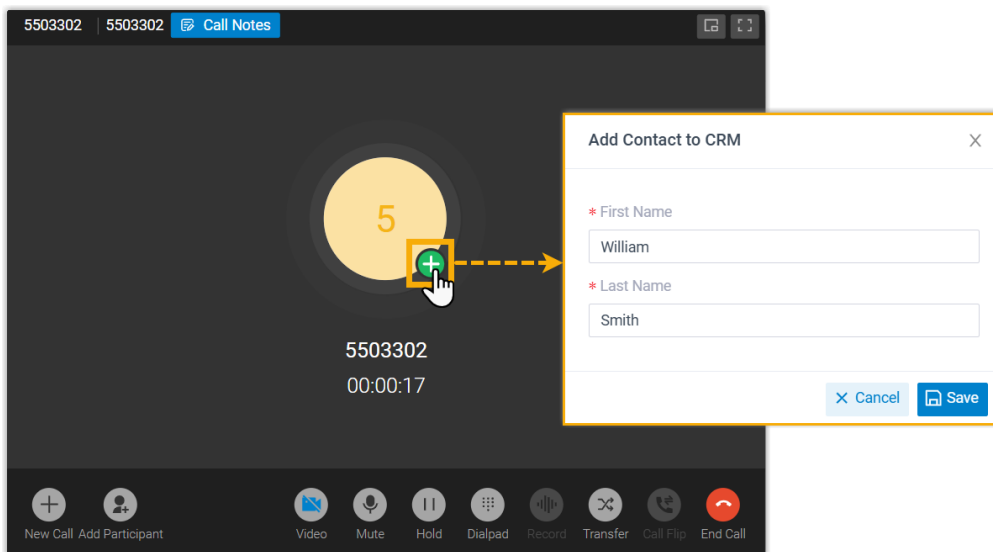 5503302 | 5503302 Call Notes
Add Contact to CRM
* First Name
William
* Last Name
Smith
Cancel Save
5
5503302
00:00:17
New Call Add Participant Video Mute Hold Dialpad Record Transfer Call Flip End Call